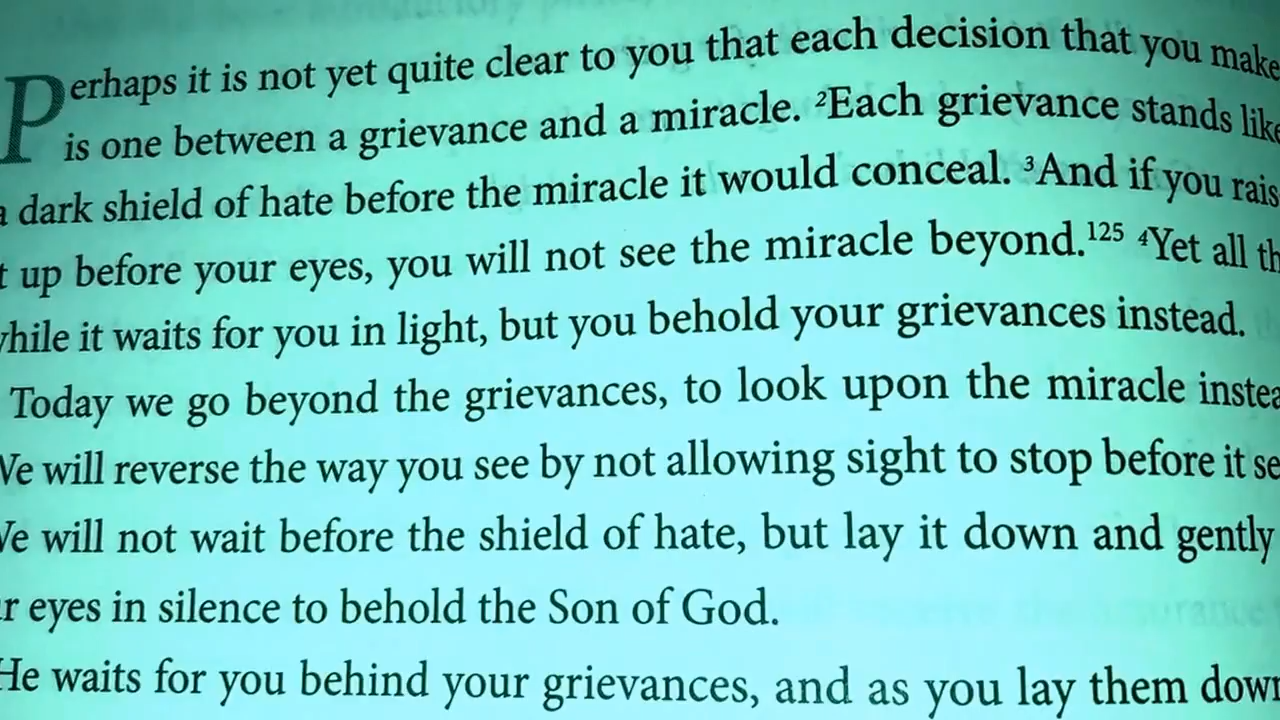 Perhaps it is not yet quite clear to you that each decision that you make
is one between a grievance and a miracle. ²Each grievance stands like
a dark shield of hate before the miracle it would conceal. ³And if you rais
t up before your eyes, you will not see the miracle beyond.¹²⁵ ⁴Yet all th
while it waits for you in light, but you behold your grievances instead.
Today we go beyond the grievances, to look upon the miracle instea
We will reverse the way you see by not allowing sight to stop before it se
We will not wait before the shield of hate, but lay it down and gently
r eyes in silence to behold the Son of God.
He waits for you behind your grievances, and as you lay them down